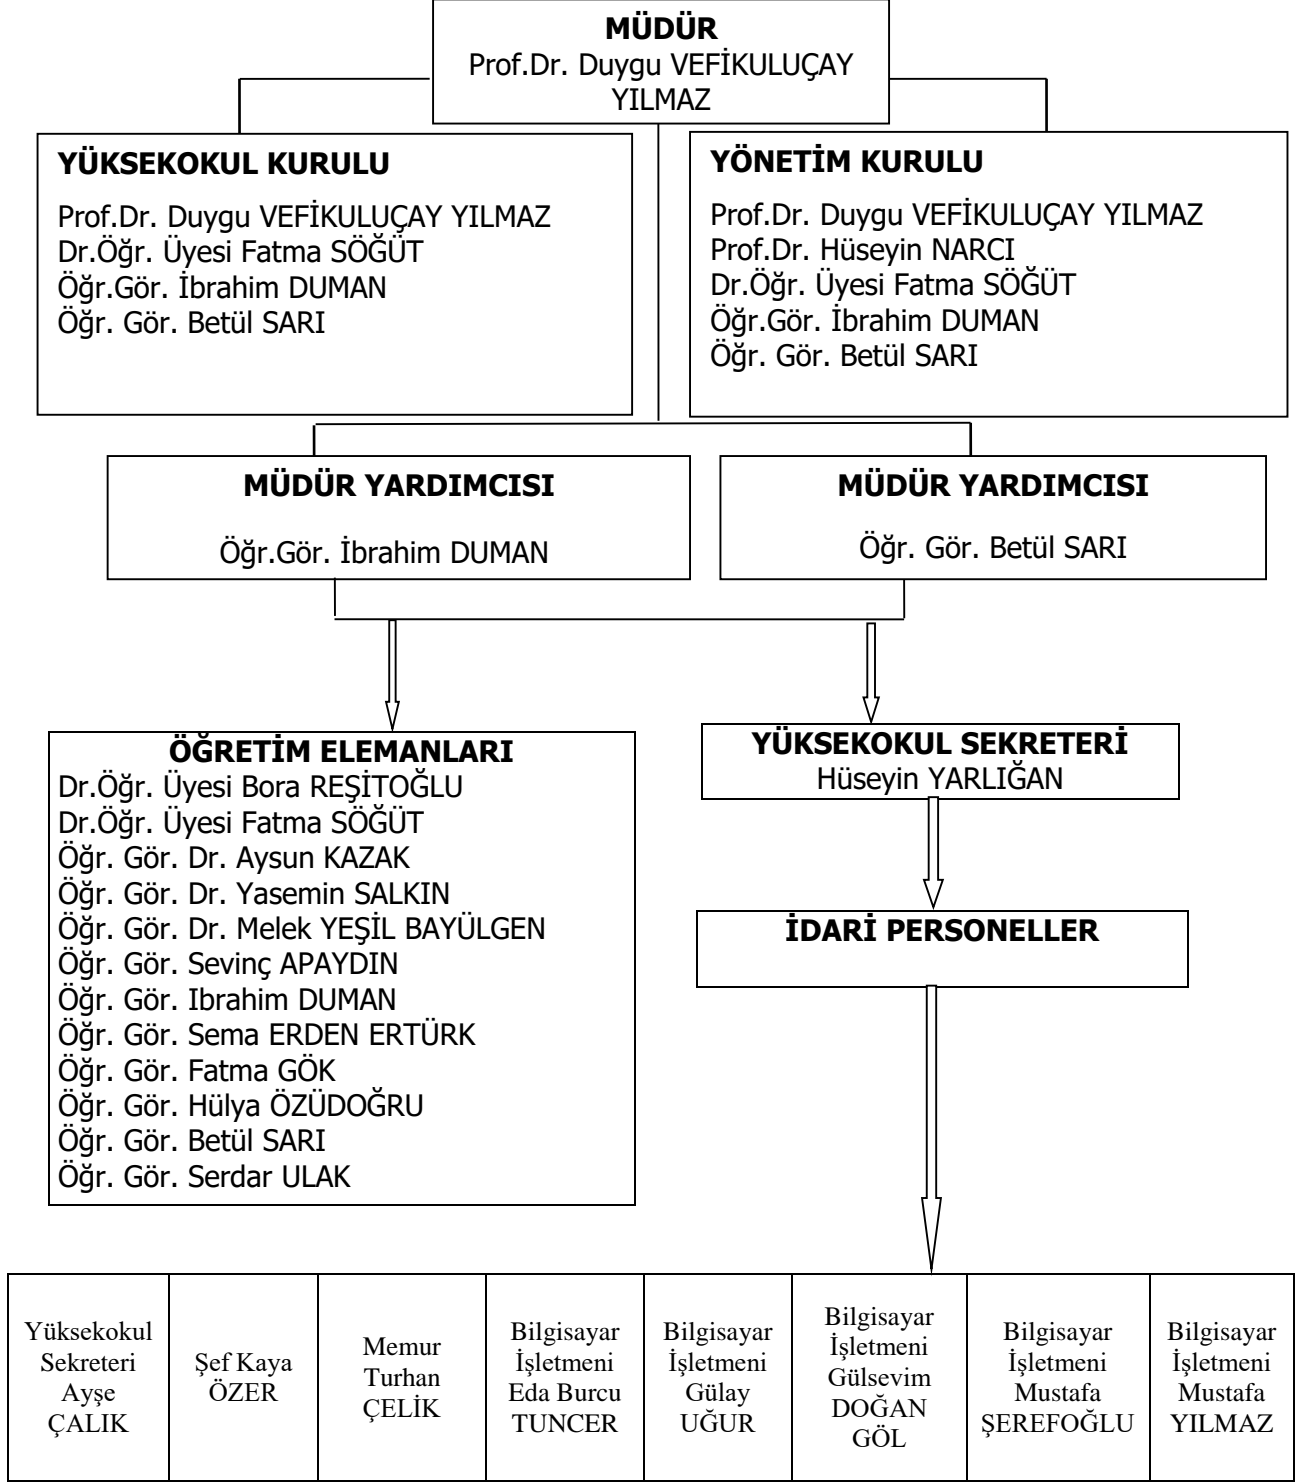 MÜDÜR
Prof.Dr. Duygu VEFİKULUÇAY
YILMAZ
YÜKSEKOKUL KURULU
Prof.Dr. Duygu VEFİKULUÇAY YILMAZ
Dr.Öğr. Üyesi Fatma SÖĞÜT
Öğr.Gör. İbrahim DUMAN
Öğr. Gör. Betül SARI
YÖNETİM KURULU
Prof.Dr. Duygu VEFİKULUÇAY YILMAZ
Prof.Dr. Hüseyin NARCI
Dr.Öğr. Üyesi Fatma SÖĞÜT
Öğr.Gör. İbrahim DUMAN
Öğr. Gör. Betül SARI
MÜDÜR YARDIMCISI
Öğr.Gör. İbrahim DUMAN
MÜDÜR YARDIMCISI
Öğr. Gör. Betül SARI
ÖĞRETİM ELEMANLARI
Dr.Öğr. Üyesi Bora REŞİTOĞLU
Dr.Öğr. Üyesi Fatma SÖĞÜT
Öğr. Gör. Dr. Aysun KAZAK
Öğr. Gör. Dr. Yasemin SALKIN
Öğr. Gör. Dr. Melek YEŞİL BAYÜLGEN
Öğr. Gör. Sevinç APAYDIN
Öğr. Gör. Ibrahim DUMAN
Öğr. Gör. Sema ERDEN ERTÜRK
Öğr. Gör. Fatma GÖK
Öğr. Gör. Hülya ÖZÜDOĞRU
Öğr. Gör. Betül SARI
Öğr. Gör. Serdar ULAK
YÜKSEKOKUL SEKRETERİ
Hüseyin YARLIĞAN
İDARİ PERSONELLER
Yüksekokul
Sekreteri
Ayşe
ÇALIK
Şef Kaya
ÖZER
Memur
Turhan
ÇELİK
Bilgisayar
İşletmeni
Eda Burcu
TUNCER
Bilgisayar
İşletmeni
Gülay
UĞUR
Bilgisayar
İşletmeni
Gülsevim
DOĞAN
GÖL
Bilgisayar
İşletmeni
Mustafa
ŞEREFOĞLU
Bilgisayar
İşletmeni
Mustafa
YILMAZ